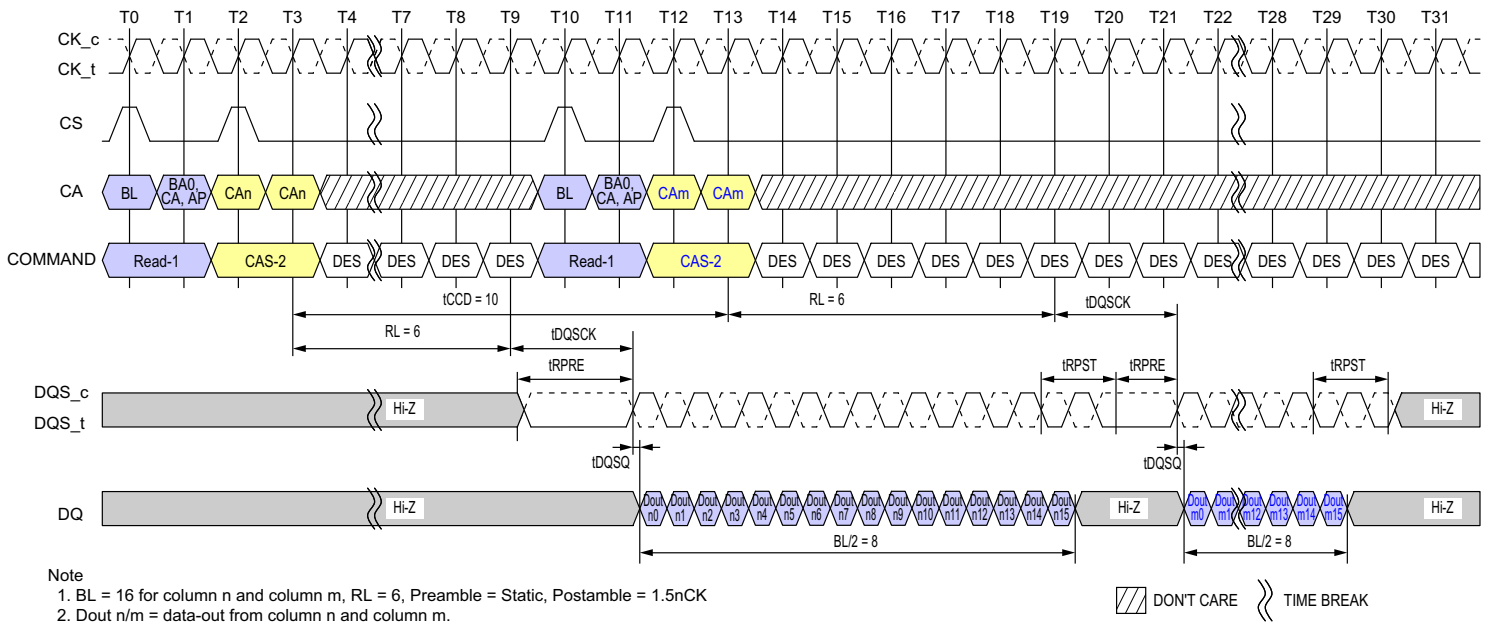 T0 T1 T2 T3 T4 T7 T8 T9 T10 T11 T12 T13 T14 T15 T16 T17 T18 T19 T20 T21 T22 T28 T29 T30 T31
CK_c
CK_t
CS
CA BL BA0, CA, AP CAn CAn BL BA0, CA, AP CAm CAm
COMMAND Read-1 CAS-2 DES DES DES DES Read-1 CAS-2 DES DES DES DES DES DES DES DES DES DES DES DES DES
tCCD = 10 RL = 6 tDQSCK
RL = 6 tDQSCK
tRPRE tRPST tRPRE tRPST
DQS_c
DQS_t
Hi-Z Hi-Z
tDQSQ tDQSQ
DQ Hi-Z Dout n0 Dout n1 Dout n2 Dout n3 Dout n4 Dout n5 Dout n6 Dout n7 Dout n8 Dout n9 Dout n10 Dout n11 Dout n12 Dout n13 Dout n14 Dout n15 Hi-Z Dout m0 Dout m1 Dout m12 Dout m13 Dout m14 Dout m15 Hi-Z
BL/2 = 8 BL/2 = 8
Note
1. BL = 16 for column n and column m, RL = 6, Preamble = Static, Postamble = 1.5nCK
2. Dout n/m = data-out from column n and column m.
DON'T CARE TIME BREAK